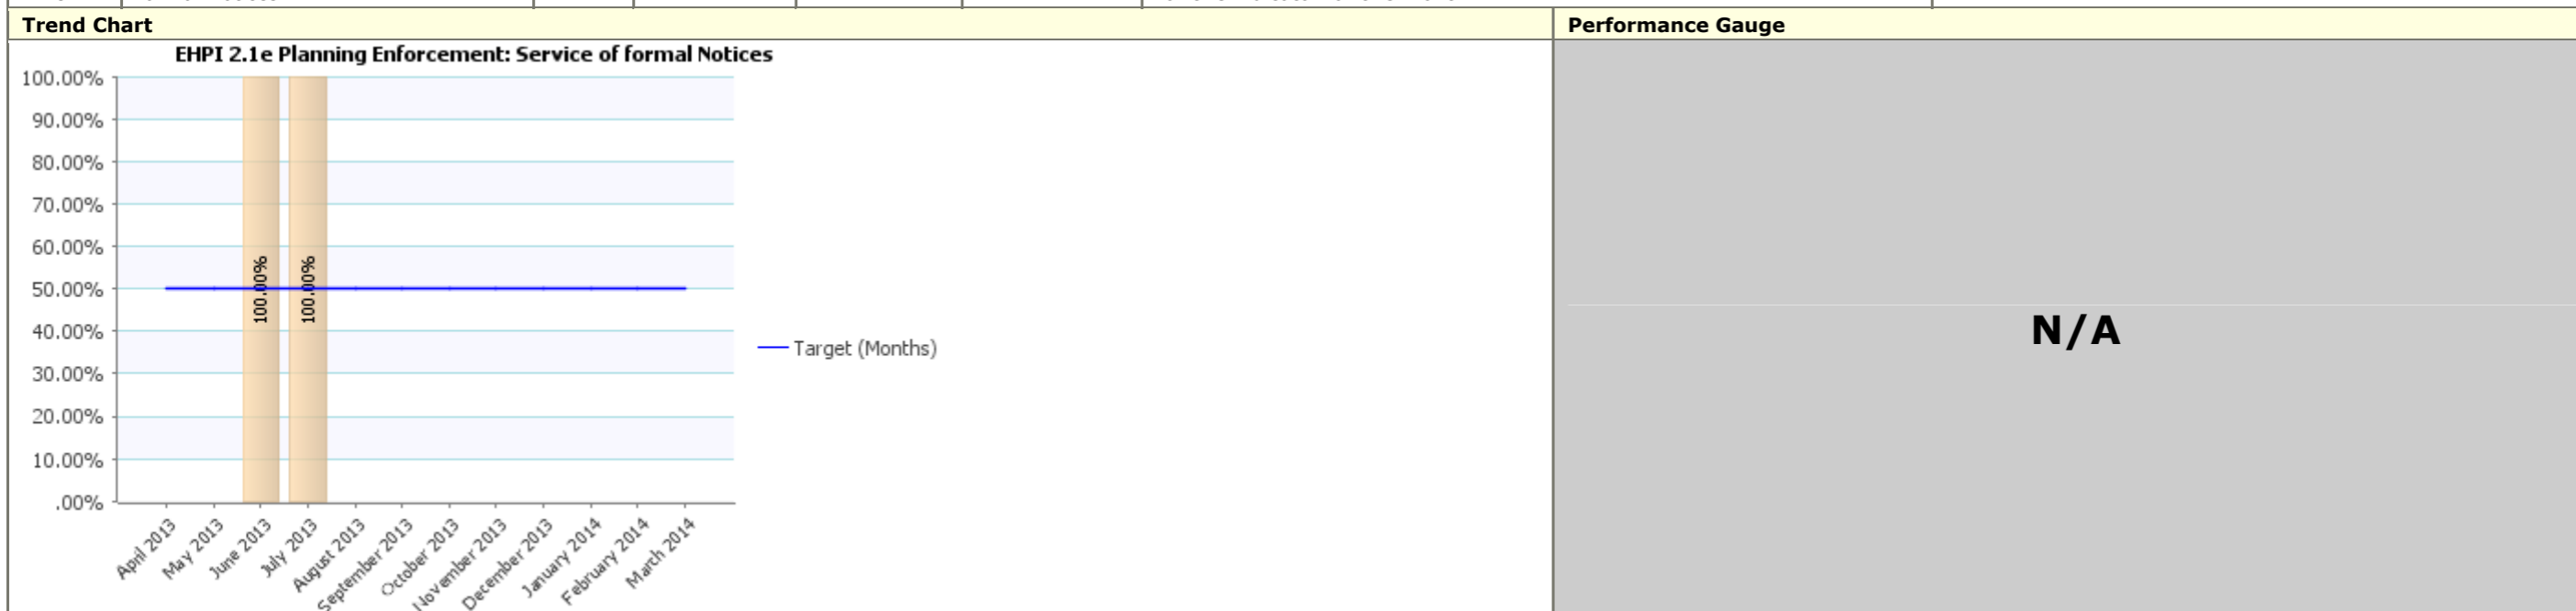 Trend Chart
Performance Gauge
EHPI 2.1e Planning Enforcement: Service of formal Notices
100.00%
90.00%
80.00%
70.00%
60.00%
50.00%
40.00%
30.00%
20.00%
10.00%
.00%
100.00%
100.00%
Target (Months)
April 2013
May 2013
June 2013
July 2013
August 2013
September 2013
October 2013
November 2013
December 2013
January 2014
February 2014
March 2014
N/A